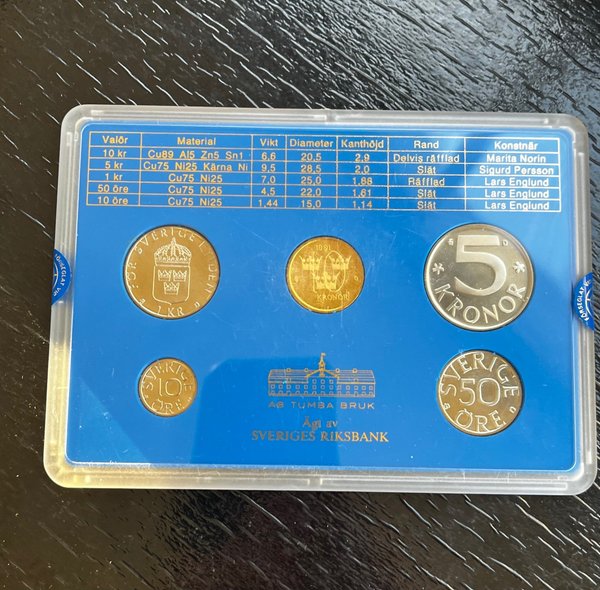 Valör Material Vikt Diameter Kanthöjd Rand Konstnär
10 kr Cu89 Al5 Zn5 Sn1 6,6 20,5 2,9 Delvis räfflad Marita Norin
5 kr Cu75 Ni25 Kärna Ni 9,5 28,5 2,0 Slät Sigurd Persson
1 kr Cu75 Ni25 7,0 25,0 1,88 Räfflad Lars Englund
50 öre Cu75 Ni25 4,5 22,0 1,61 Slät Lars Englund
10 öre Cu75 Ni25 1,44 15,0 1,14 Slät Lars Englund
FÖR SVERIGE I TIDEN
1 KR
D
1991
KRONOR
5
KRONOR
D
SVERIGE
10
ÖRE
AB TUMBA BRUK
Ägt av
SVERIGES RIKSBANK
SVERIGE
50
ÖRE
FÖRSEGLAT